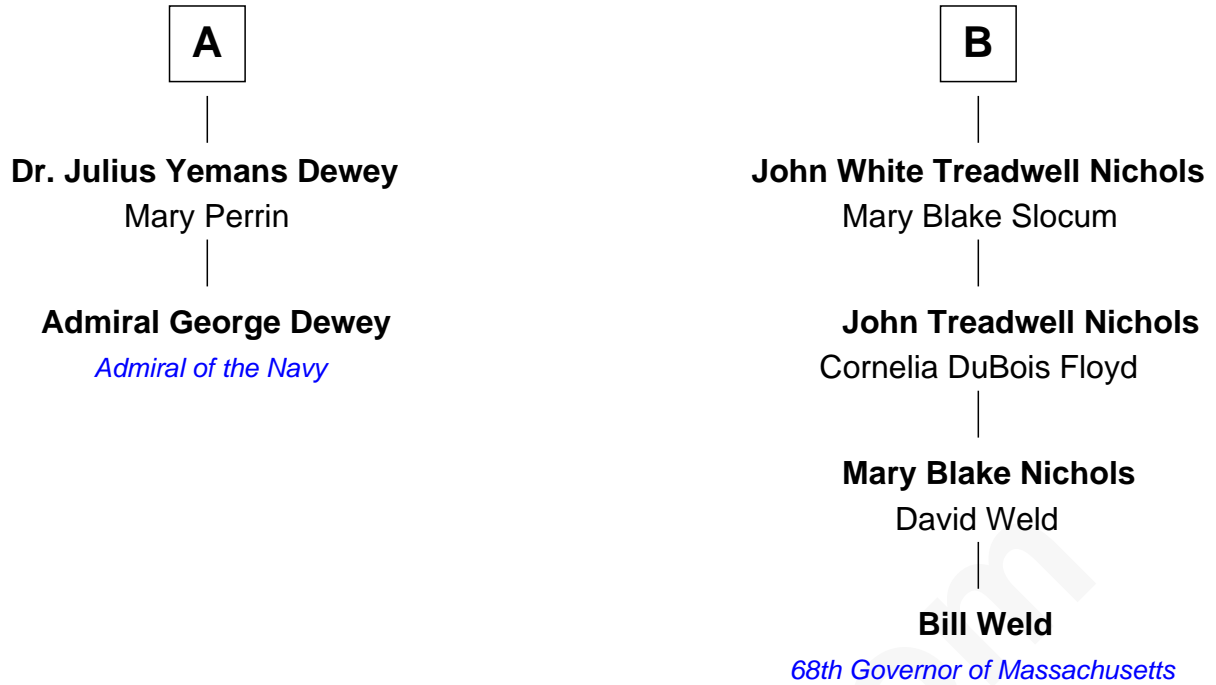 A
Dr. Julius Yemans Dewey
Mary Perrin
Admiral George Dewey
Admiral of the Navy
B
John White Treadwell Nichols
Mary Blake Slocum
John Treadwell Nichols
Cornelia DuBois Floyd
Mary Blake Nichols
David Weld
Bill Weld
68th Governor of Massachusetts